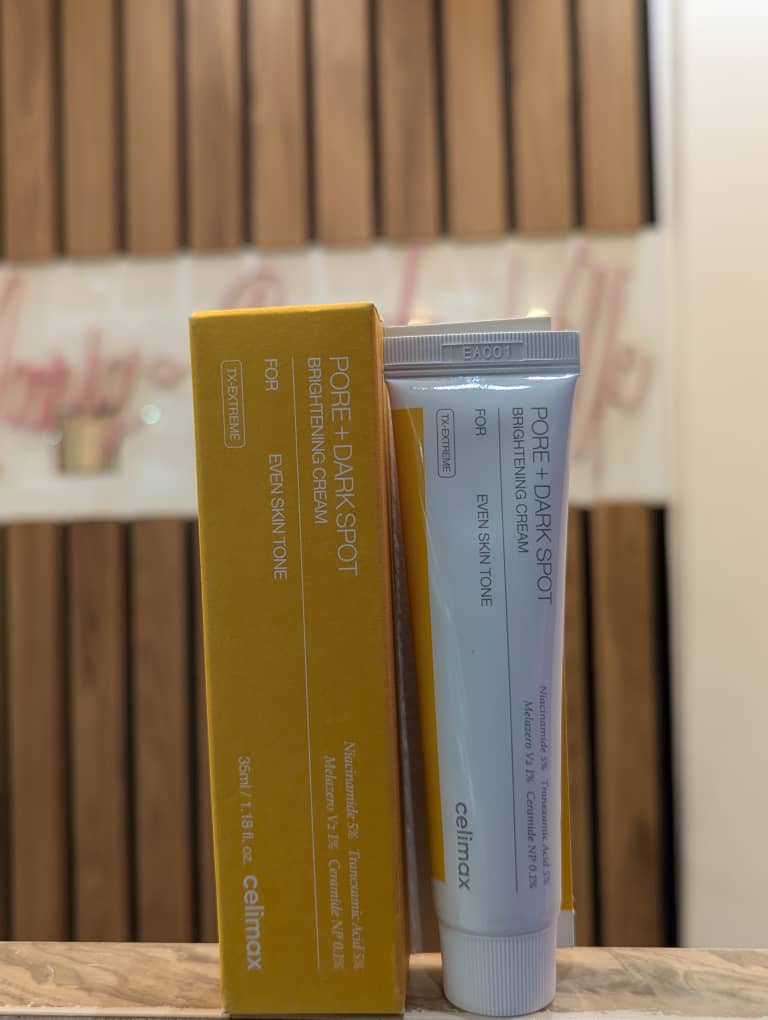 PORE + DARK SPOT
BRIGHTENING CREAM
FOR EVEN SKIN TONE
TX-EXTREME
Niacinamide 5% Tranexamic Acid 5%
Melazero V2 1% Ceramide NP 0.1%
35ml / 1.18 fl. oz.
celimax
EA001
PORE + DARK SPOT
BRIGHTENING CREAM
FOR EVEN SKIN TONE
TX-EXTREME
Niacinamide 5% Tranexamic Acid 5%
Melazero V2 1% Ceramide NP 0.1%
celimax